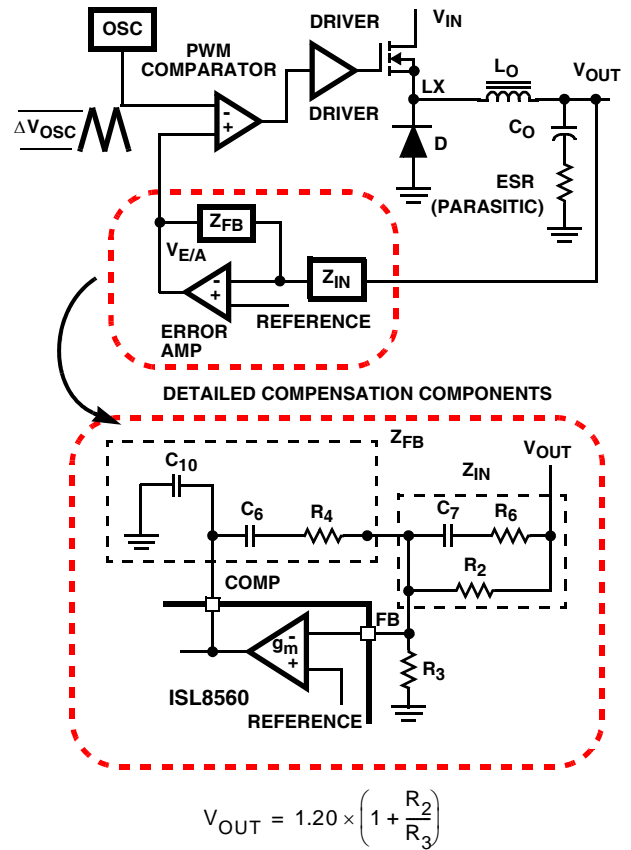 OSC
PWM
COMPARATOR
DRIVER
DRIVER
V_IN
LX
L_O
V_OUT
ΔV_OSC
-
+
D
C_O
ESR
(PARASITIC)
Z_FB
V_E/A
Z_IN
-
+
REFERENCE
ERROR
AMP
DETAILED COMPENSATION COMPONENTS
Z_FB
C_10
V_OUT
Z_IN
C_6
R_4
C_7
R_6
R_2
COMP
FB
g_m
-
+
R_3
ISL8560
REFERENCE
V_OUT = 1.20 × (1 + R_2/R_3)